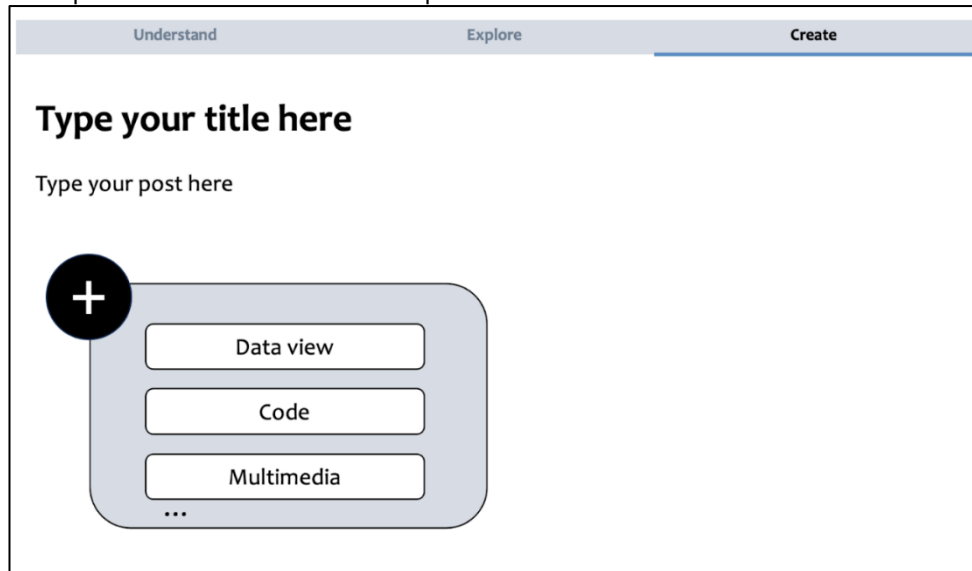 Understand Explore Create
Type your title here
Type your post here
+
Data view
Code
Multimedia
...